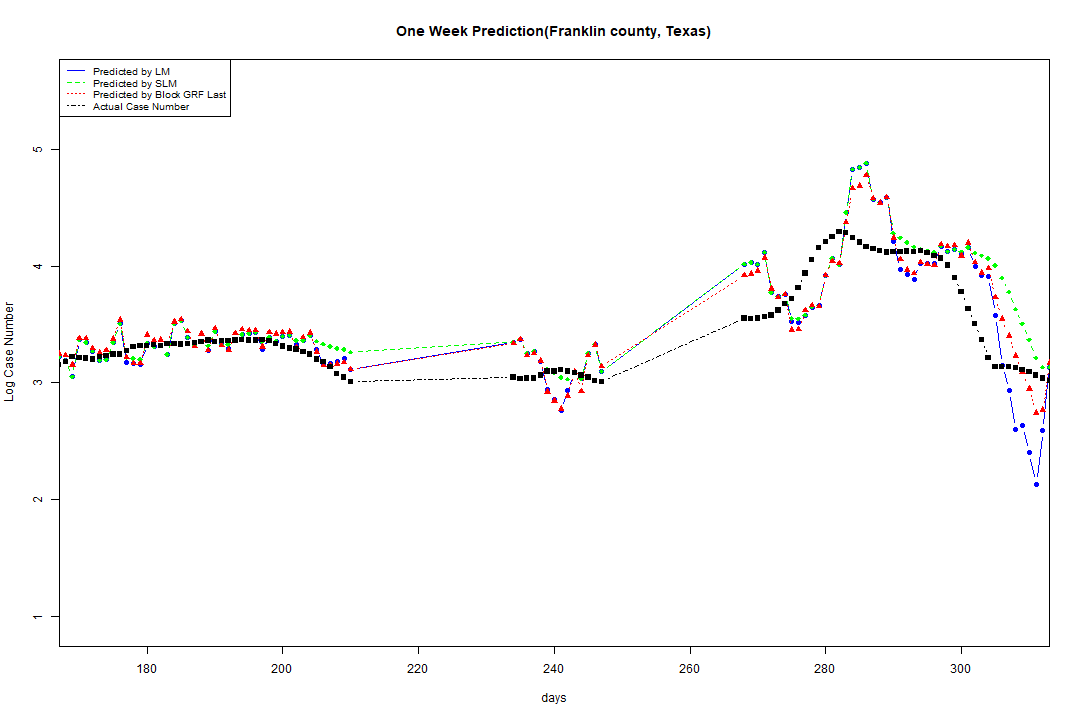 One Week Prediction(Franklin county, Texas)
Predicted by LM
Predicted by SLM
Predicted by Block GRF Last
Actual Case Number
Log Case Number
5
4
3
2
1
180 200 220 240 260 280 300
days